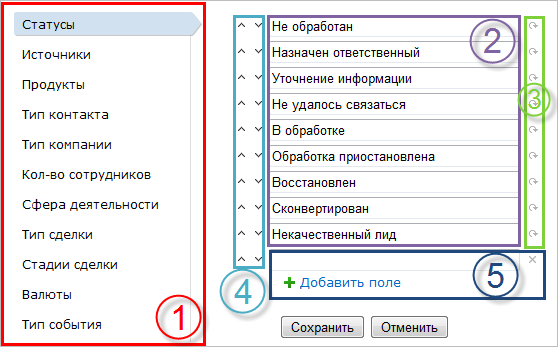 Статусы
Источники
Продукты
Тип контакта
Тип компании
Кол-во сотрудников
Сфера деятельности
Тип сделки
Стадии сделки
Валюты
Тип события
1
Не обработан
Назначен ответственный
Уточнение информации
Не удалось связаться
В обработке
Обработка приостановлена
Восстановлен
Сконвертирован
Некачественный лид
2
3
4
Добавить поле
5
Сохранить
Отменить